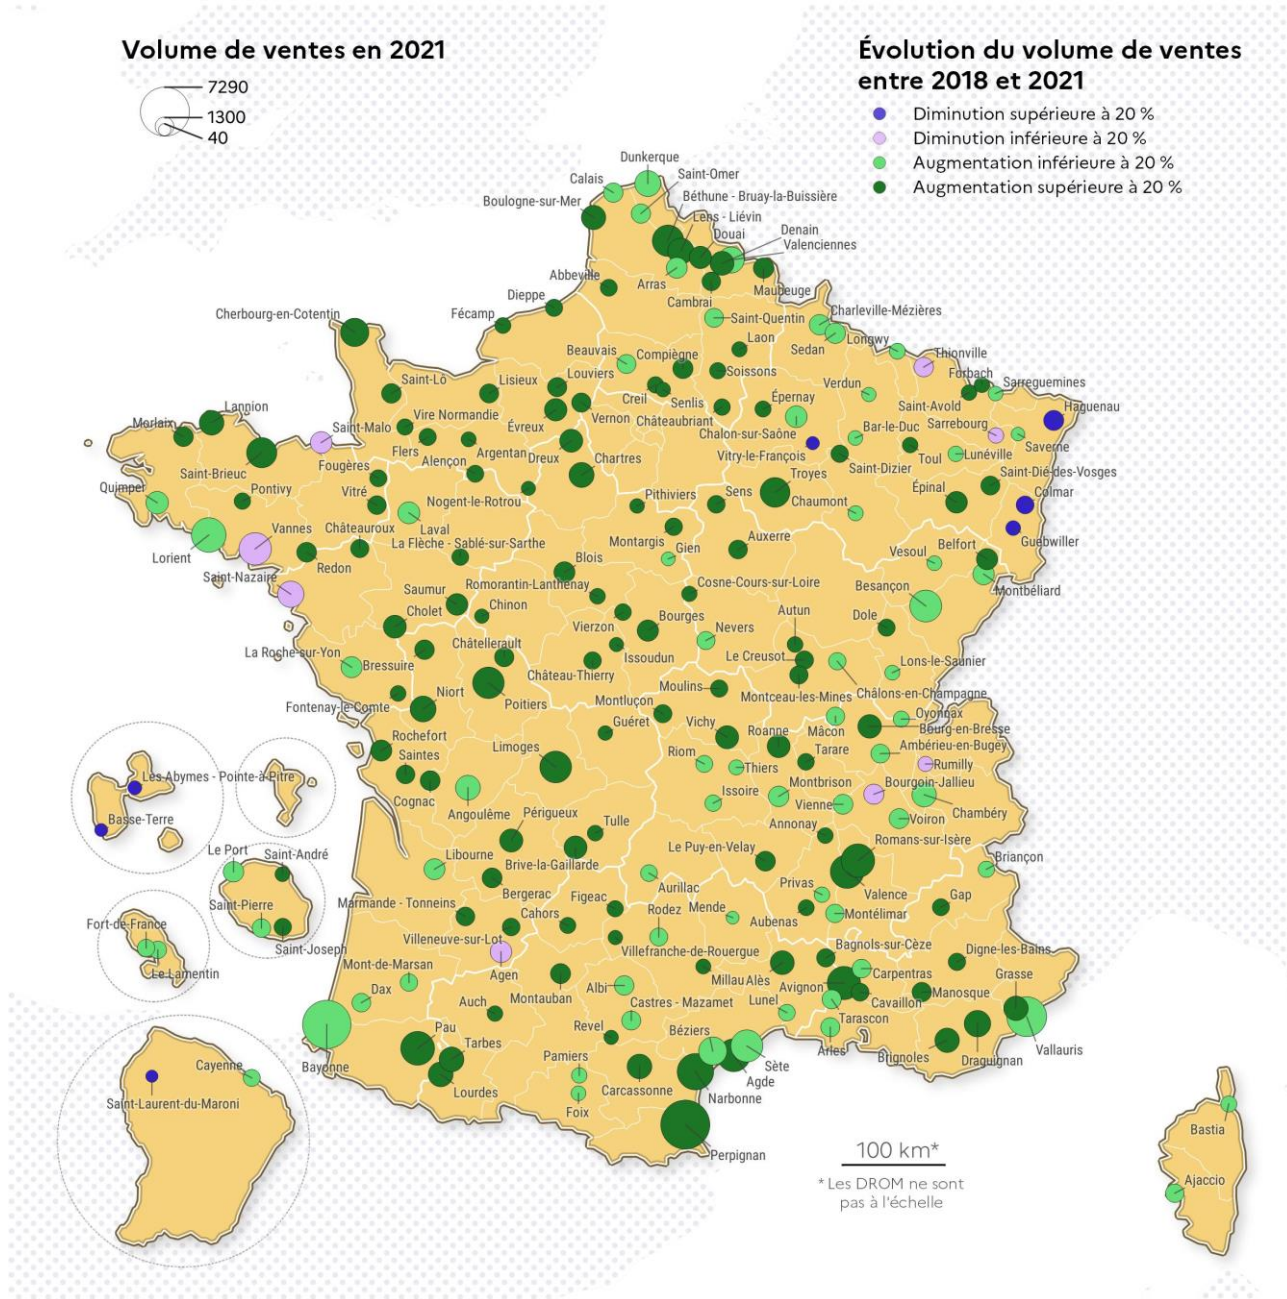 Volume de ventes en 2021
7290
1300
40
Évolution du volume de ventes
entre 2018 et 2021
Diminution supérieure à 20 %
Diminution inférieure à 20 %
Augmentation inférieure à 20 %
Augmentation supérieure à 20 %
Dunkerque
Calais
Saint-Omer
Boulogne-sur-Mer
Béthune - Bruay-la-Buissière
Lens - Liévin
Douai
Denain
Valenciennes
Abbeville
Arras
Maubeuge
Cambrai
Dieppe
Fécamp
Cherbourg-en-Cotentin
Saint-Quentin
Charleville-Mézières
Sedan
Longwy
Laon
Beauvais
Compiègne
Thionville
Forbach
Saint-Lô
Lisieux
Louviers
Soissons
Verdun
Sarreguemines
Creil
Senlis
Épernay
Saint-Avold
Haguenau
Lannion
Morlaix
Saint-Malo
Vire Normandie
Évreux
Vernon
Châteaubriant
Sarrebourg
Chalon-sur-Saône
Bar-le-Duc
Saverne
Flers
Argentan
Dreux
Vitry-le-François
Toul
Lunéville
Saint-Brieuc
Fougères
Alençon
Chartres
Saint-Dizier
Saint-Dié-des-Vosges
Troyes
Quimper
Pontivy
Vitré
Nogent-le-Rotrou
Pithiviers
Sens
Chaumont
Épinal
Colmar
Vannes
Châteauroux
Laval
La Flèche - Sablé-sur-Sarthe
Montargis
Gien
Auxerre
Guebwiller
Lorient
Redon
Blois
Vesoul
Belfort
Saint-Nazaire
Saumur
Romorantin-Lanthenay
Cosne-Cours-sur-Loire
Besançon
Montbéliard
Cholet
Chinon
Vierzon
Bourges
Nevers
Autun
Dole
La Roche-sur-Yon
Bressuire
Châtellerault
Issoudun
Le Creusot
Lons-le-Saunier
Château-Thierry
Montceau-les-Mines
Châlons-en-Champagne
Fontenay-le-Comte
Niort
Poitiers
Montluçon
Moulins
Oyonnax
Bourg-en-Bresse
Mâcon
Rochefort
Guéret
Vichy
Roanne
Tarare
Ambérieu-en-Bugey
Rumilly
Saintes
Limoges
Riom
Thiers
Montbrison
Bourgoin-Jallieu
Les Abymes - Pointe-à-Pitre
Cognac
Angoulême
Issoire
Vienne
Chambéry
Basse-Terre
Périgueux
Tulle
Annonay
Voiron
Romans-sur-Isère
Le Port
Saint-André
Libourne
Brive-la-Gaillarde
Le Puy-en-Velay
Valence
Briançon
Bergerac
Figeac
Aurillac
Privas
Gap
Saint-Pierre
Marmande - Tonneins
Cahors
Rodez
Mende
Aubenas
Montélimar
Fort-de-France
Saint-Joseph
Villeneuve-sur-Lot
Villefranche-de-Rouergue
Bagnols-sur-Cèze
Digne-les-Bains
Le Lamentin
Mont-de-Marsan
Agen
Millau
Alès
Avignon
Carpentras
Grasse
Dax
Auch
Montauban
Albi
Castres - Mazamet
Lunel
Cavaillon
Manosque
Tarascon
Pau
Tarbes
Revel
Béziers
Arles
Brignoles
Draguignan
Vallauris
Bayonne
Lourdes
Pamiers
Foix
Carcassonne
Sète
Agde
Narbonne
Cayenne
Saint-Laurent-du-Maroni
Perpignan
Bastia
Ajaccio
100 km*
* Les DROM ne sont
pas à l'échelle